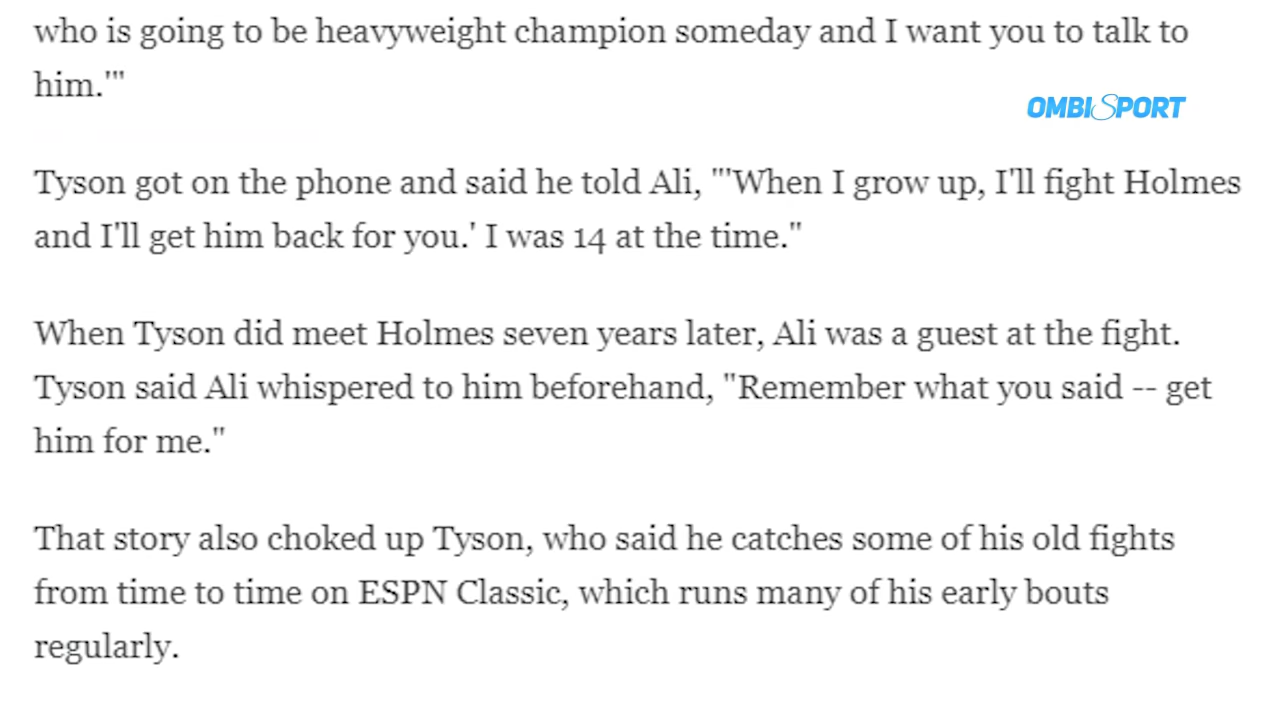 who is going to be heavyweight champion someday and I want you to talk to
him.'"
OMBISPORT
Tyson got on the phone and said he told Ali, "'When I grow up, I'll fight Holmes
and I'll get him back for you.' I was 14 at the time."
When Tyson did meet Holmes seven years later, Ali was a guest at the fight.
Tyson said Ali whispered to him beforehand, "Remember what you said -- get
him for me."
That story also choked up Tyson, who said he catches some of his old fights
from time to time on ESPN Classic, which runs many of his early bouts
regularly.